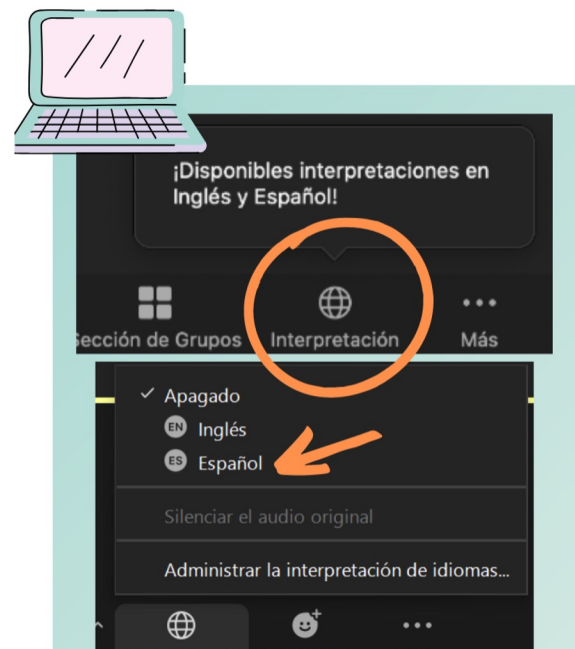 ¡Disponibles interpretaciones en
Inglés y Español!
Sección de Grupos Interpretación Más
Apagado
EN Inglés
ES Español
Silenciar el audio original
Administrar la interpretación de idiomas...